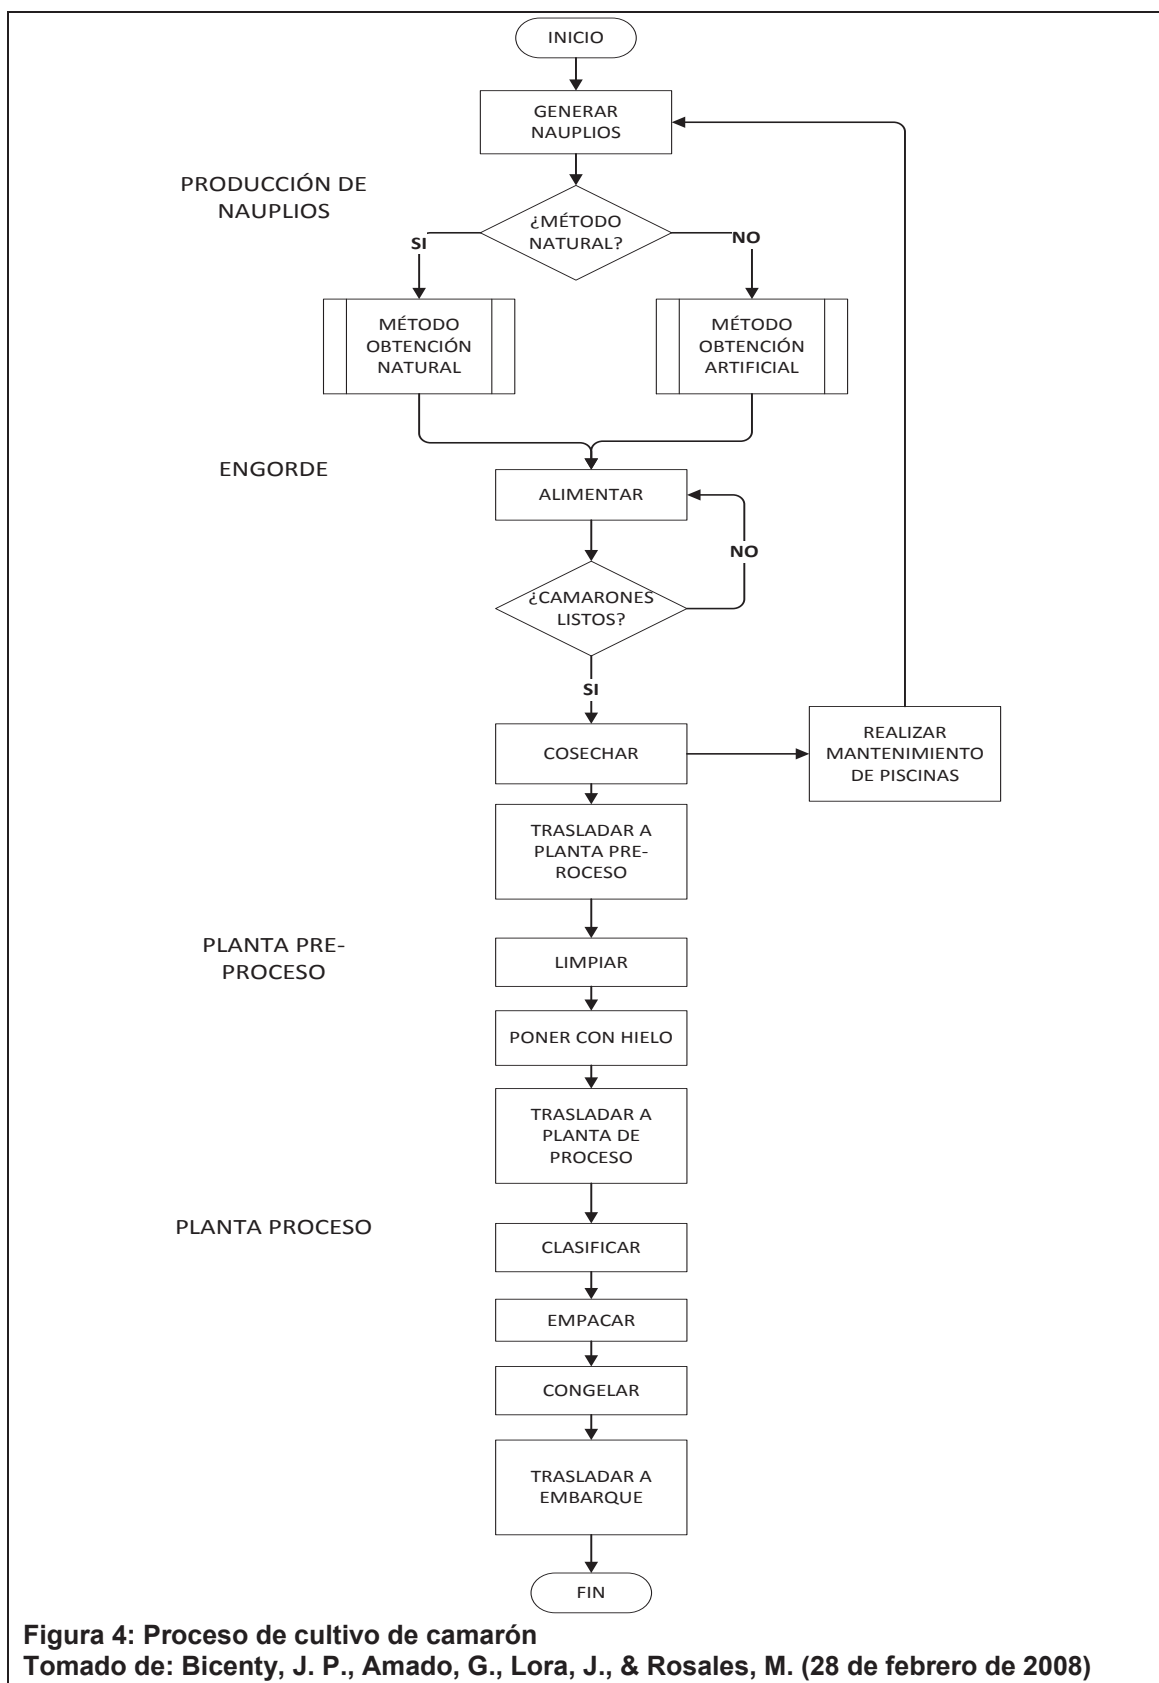 INICIO
GENERAR
NAUPLIOS
PRODUCCIÓN DE
NAUPLIOS
¿MÉTODO
NATURAL?
SI
NO
MÉTODO
OBTENCIÓN
NATURAL
MÉTODO
OBTENCIÓN
ARTIFICIAL
ENGORDE
ALIMENTAR
NO
¿CAMARONES
LISTOS?
SI
COSECHAR
REALIZAR
MANTENIMIENTO
DE PISCINAS
TRASLADAR A
PLANTA PRE-
ROCESO
PLANTA PRE-
PROCESO
LIMPIAR
PONER CON HIELO
TRASLADAR A
PLANTA DE
PROCESO
PLANTA PROCESO
CLASIFICAR
EMPACAR
CONGELAR
TRASLADAR A
EMBARQUE
FIN
Figura 4: Proceso de cultivo de camarón
Tomado de: Bicenty, J. P., Amado, G., Lora, J., & Rosales, M. (28 de febrero de 2008)